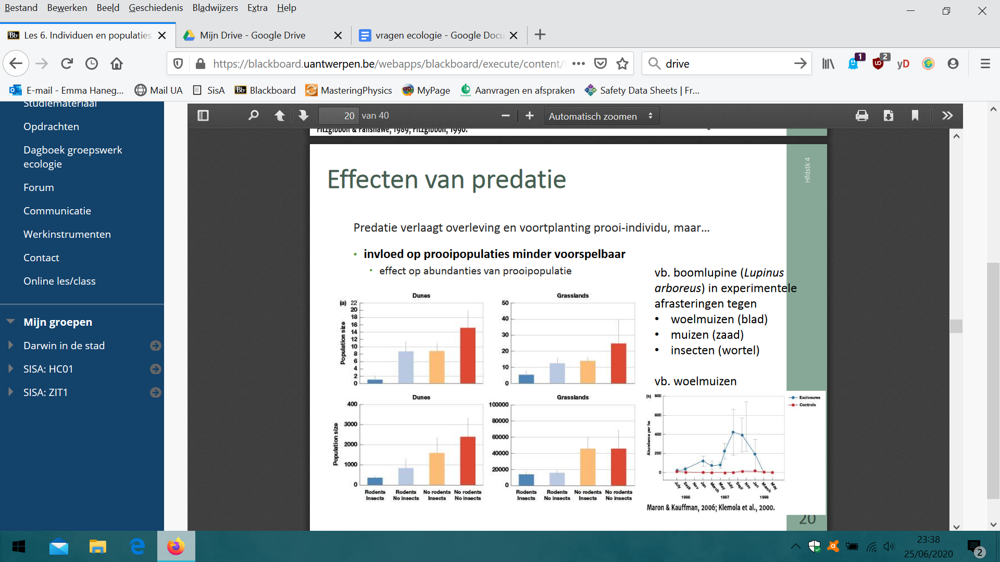 Bestand Bewerken Beeld Geschiedenis Bladwijzers Extra Help
Les 6. Individuen en populaties
Mijn Drive - Google Drive
vragen ecologie - Google Docu
https://blackboard.uantwerpen.be/webapps/blackboard/execute/content/
drive
1
2
yD
E-mail - Emma Haneg...
Mail UA
SisA
Bb Blackboard
MasteringPhysics
MyPage
Aanvragen en afspraken
Safety Data Sheets | Fr...
Studiemateriaal
Opdrachten
Dagboek groepswerk
ecologie
Forum
Communicatie
Werkinstrumenten
Contact
Online les/class
Mijn groepen
Darwin in de stad
SISA: HC01
SISA: ZIT1
20 van 40
Automatisch zoomen
Fitzgibbon & Fanshawe, 1989; Fitzgibbon, 1990.
Hfdstk 4
Effecten van predatie
Predatie verlaagt overleving en voortplanting prooi-individu, maar...
• invloed op prooipopulaties minder voorspelbaar
• effect op abundanties van prooipopulatie
vb. boomlupine (Lupinus
arboreus) in experimentele
afrasteringen tegen
• woelmuizen (blad)
• muizen (zaad)
• insecten (wortel)
vb. woelmuizen
(a)
Dunes
Population size
22
20
18
16
14
12
10
8
6
4
2
0
Grasslands
50
40
30
20
10
0
Dunes
Population size
400
3000
2000
1000
0
Rodents Rodents No rodents No rodents
Insects No insects Insects No insects
Grasslands
100000
80000
60000
40000
20000
0
Rodents Rodents No rodents No rodents
Insects No insects Insects No insects
(b)
Abundance per ha
800
600
400
200
0
Exclosures
Controls
July Sept Nov Jan March May July Sept Nov Jan March May
1996 1997 1998
Maron & Kauffman, 2006; Klemola et al., 2000.
20
23:38
25/06/2020
2